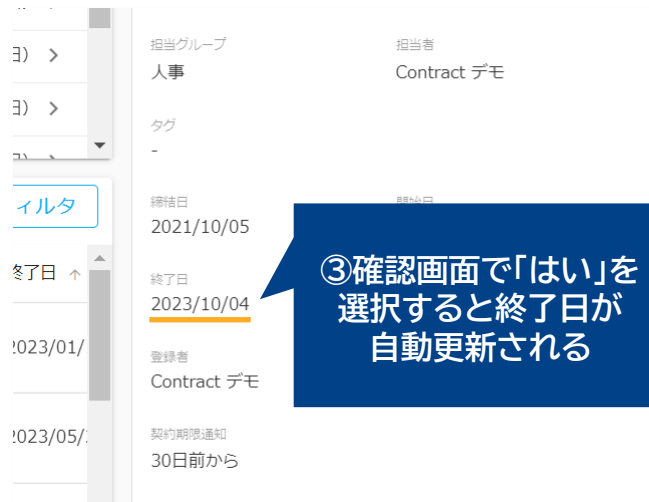 担当グループ
担当者
人事
Contract デモ
タグ
-
締結日
2021/10/05
終了日
2023/10/04
登録者
Contract デモ
契約期限通知
30日前から
③確認画面で「はい」を
選択すると終了日が
自動更新される
日）
日）
ィルタ
終了日 ↑
2023/01/
2023/05/